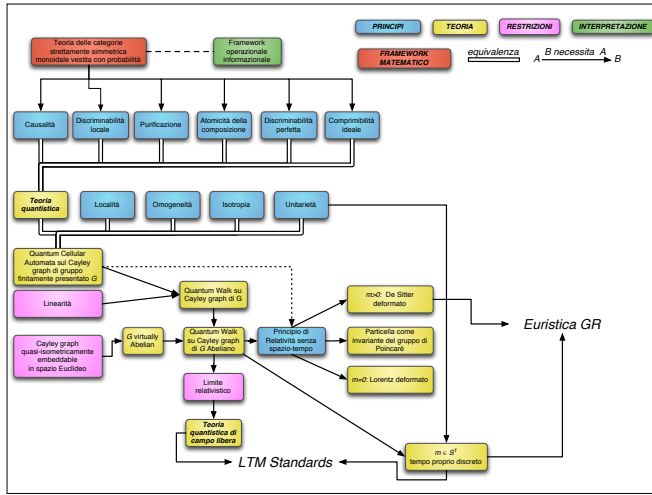 PRINCIPI
TEORIA
RESTRIZIONI
INTERPRETAZIONE
FRAMEWORK
MATEMATICO
equivalenza
B necessita A
A
B
Teoria delle categorie
strettamente simmetrica
monoidale vestita con probabilità
Framework
operazionale
informazionale
Causalità
Discriminabilità
locale
Purificazione
Atomicità della
composizione
Discriminabilità
perfetta
Comprimibilità
ideale
Teoria
quantistica
Località
Omogeneità
Isotropia
Unitarietà
Quantum Cellular
Automata sul Cayley
graph di gruppo
finitamente presentato G
Linearità
Quantum Walk su
Cayley graph di G
Cayley graph
quasi-isometricamente
embeddable
in spazio Euclideo
G virtually
Abelian
Quantum Walk
su Cayley graph
di G Abeliano
Principio di
Relatività senza
spazio-tempo
m>0: De Sitter
deformato
Particella come
invariante del gruppo di
Poincarè
m=0: Lorentz deformato
Euristica GR
Limite
relativistico
Teoria
quantistica di
campo libera
LTM Standards
m ∈ S¹
tempo proprio discreto